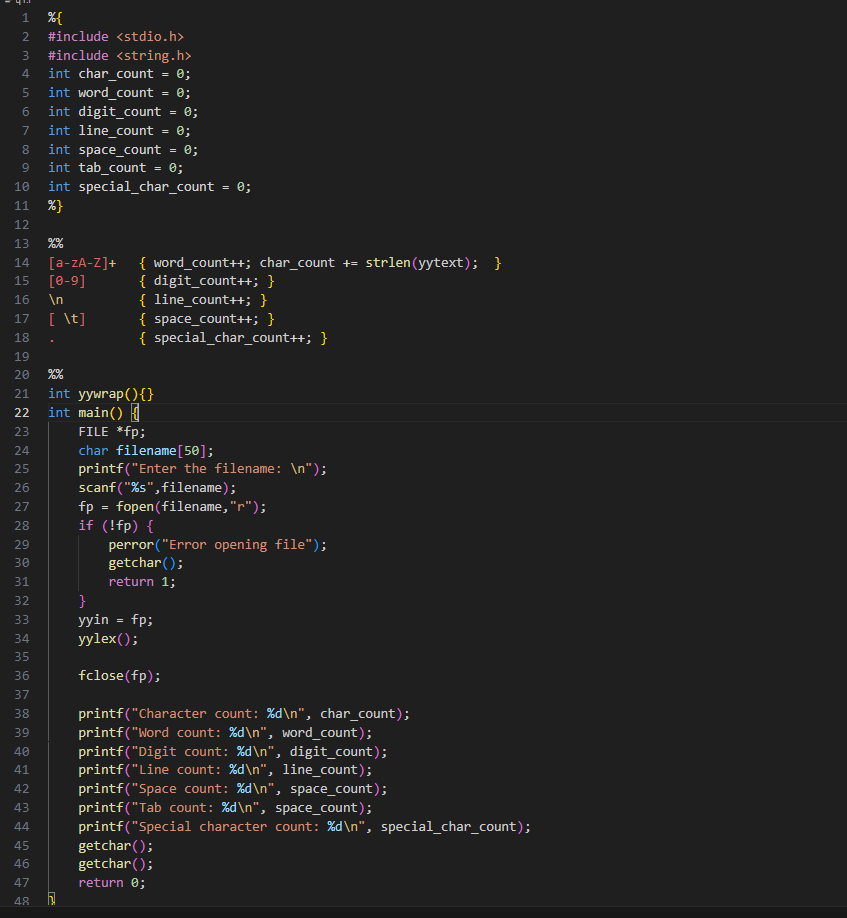 1 %{
2 #include <stdio.h>
3 #include <string.h>
4 int char_count = 0;
5 int word_count = 0;
6 int digit_count = 0;
7 int line_count = 0;
8 int space_count = 0;
9 int tab_count = 0;
10 int special_char_count = 0;
11 %}
12
13 %%
14 [a-zA-Z]+   { word_count++; char_count += strlen(yytext);  }
15 [0-9]       { digit_count++; }
16 \n          { line_count++; }
17 [ \t]       { space_count++; }
18 .           { special_char_count++; }
19
20 %%
21 int yywrap(){}
22 int main() {
23     FILE *fp;
24     char filename[50];
25     printf("Enter the filename: \n");
26     scanf("%s",filename);
27     fp = fopen(filename,"r");
28     if (!fp) {
29         perror("Error opening file");
30         getchar();
31         return 1;
32     }
33     yyin = fp;
34     yylex();
35
36     fclose(fp);
37
38     printf("Character count: %d\n", char_count);
39     printf("Word count: %d\n", word_count);
40     printf("Digit count: %d\n", digit_count);
41     printf("Line count: %d\n", line_count);
42     printf("Space count: %d\n", space_count);
43     printf("Tab count: %d\n", space_count);
44     printf("Special character count: %d\n", special_char_count);
45     getchar();
46     getchar();
47     return 0;
48 }